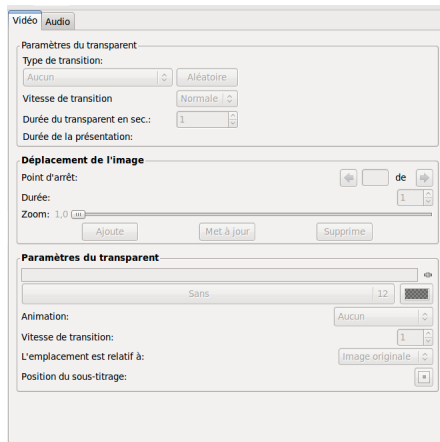 Vidéo Audio
Paramètres du transparent
Type de transition:
Aucun Aléatoire
Vitesse de transition Normale
Durée du transparent en sec.: 1
Durée de la présentation:
Déplacement de l'image
Point d'arrêt: de
Durée: 1
Zoom: 1,0
Ajoute Met à jour Supprime
Paramètres du transparent
Sans 12
Animation: Aucun
Vitesse de transition: 1
L'emplacement est relatif à: Image originale
Position du sous-titrage: